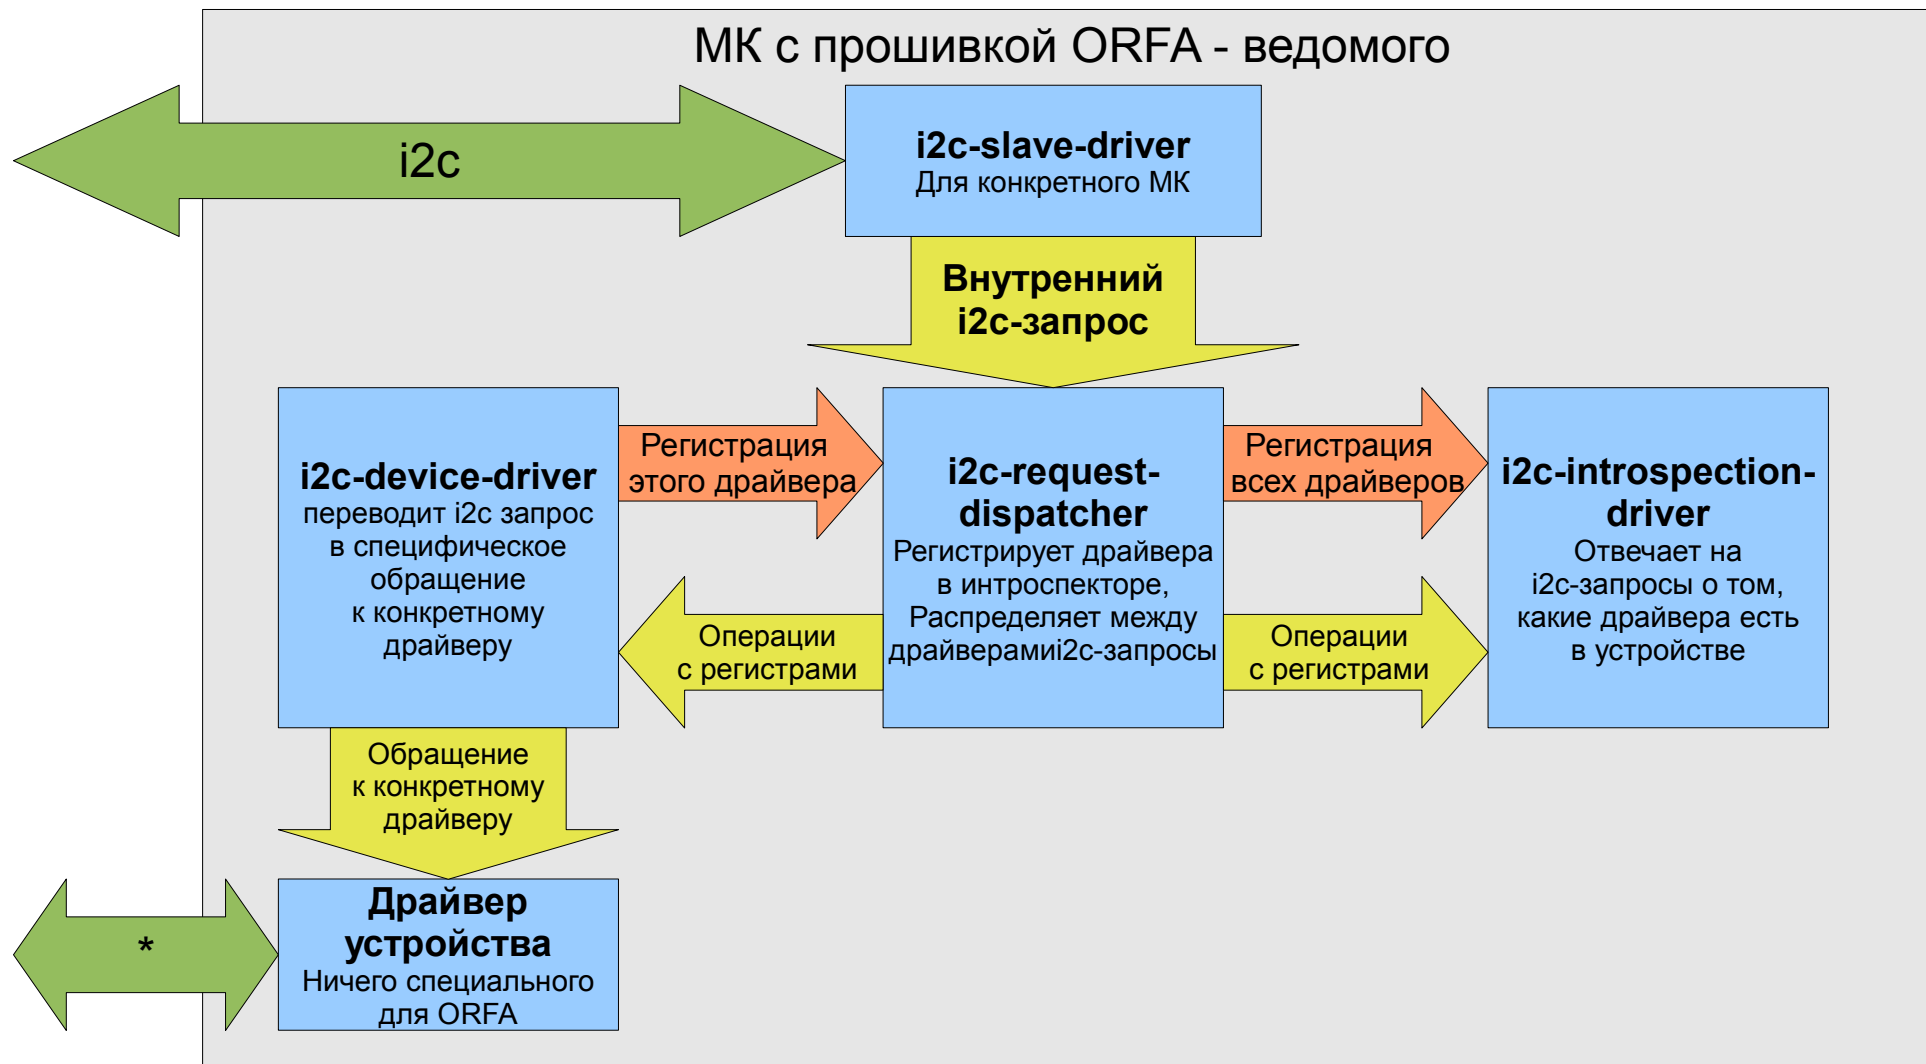 МК с прошивкой ORFA - ведомого
i2c
i2c-slave-driver
Для конкретного МК
Внутренний
i2c-запрос
i2c-device-driver
переводит i2c запрос
в специфическое
обращение
к конкретному
драйверу
Регистрация
этого драйвера
i2c-request-
dispatcher
Регистрирует драйвера
в интроспекторе,
Распределяет между
драйверамиi2c-запросы
Регистрация
всех драйверов
i2c-introspection-
driver
Отвечает на
i2c-запросы о том,
какие драйвера есть
в устройстве
Операции
с регистрами
Операции
с регистрами
Обращение
к конкретному
драйверу
*
Драйвер
устройства
Ничего специального
для ORFA